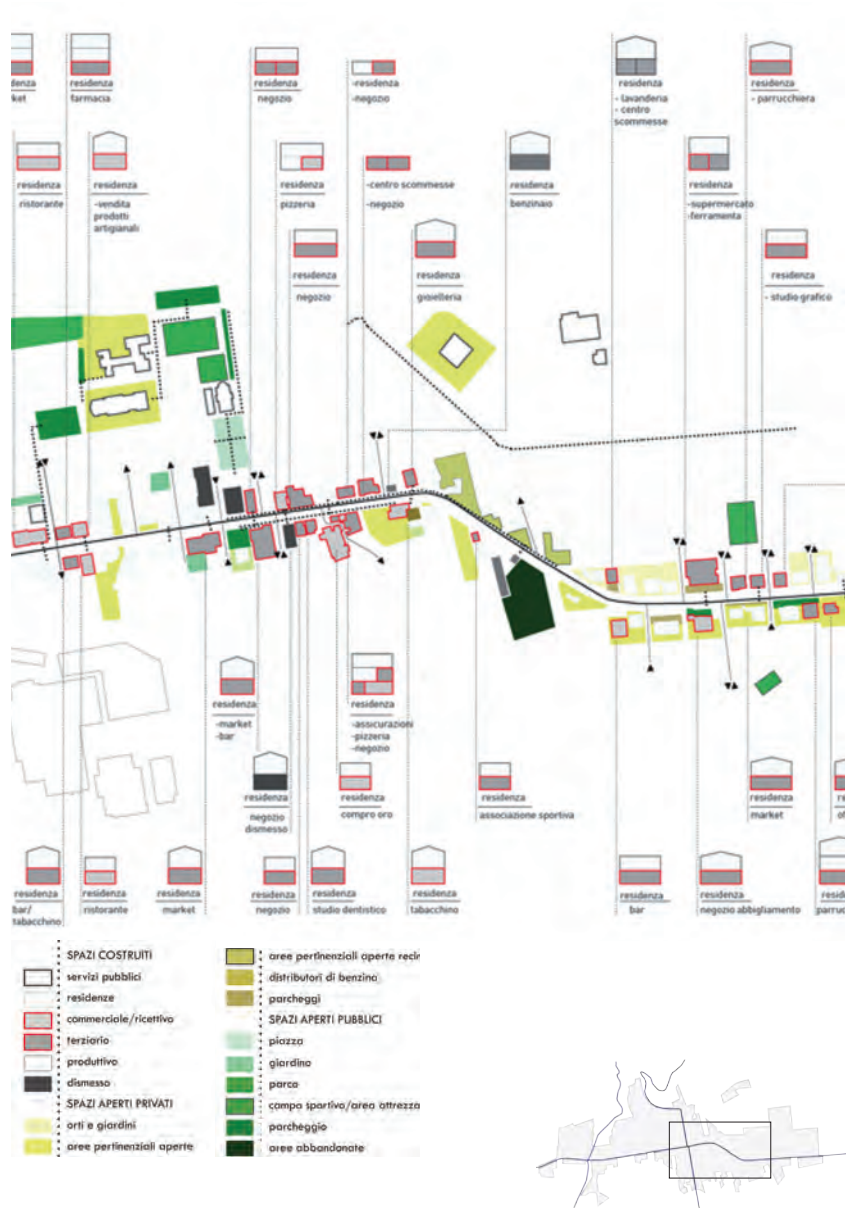 residenza
farmacia
residenza
negozio
-residenza
-negozio
residenza
- lavanderia
- centro
scommesse
residenza
- parrucchiera
residenza
ristorante
residenza
-vendita
prodotti
artigianali
residenza
pizzeria
-centro scommesse
-negozio
residenza
benzinaio
residenza
-supermercato
-ferramenta
residenza
negozio
residenza
gioielleria
residenza
- studio grafico
residenza
-market
-bar
residenza
-assicurazioni
-pizzeria
-negozio
residenza
negozio
dismesso
residenza
compro oro
residenza
associazione sportiva
residenza
market
residenza
bar/
tabacchino
residenza
ristorante
residenza
market
residenza
negozio
residenza
studio dentistico
residenza
tabacchino
residenza
bar
residenza
negozio abbigliamento
SPAZI COSTRUITI
servizi pubblici
residenze
commerciale/ricettivo
terziario
produttivo
dismesso
SPAZI APERTI PRIVATI
orti e giardini
aree pertinenziali aperte
aree pertinenziali aperte recin
distributori di benzina
parcheggi
SPAZI APERTI PUBBLICI
piazza
giardino
parco
campo sportivo/area attrezza
parcheggio
aree abbandonate